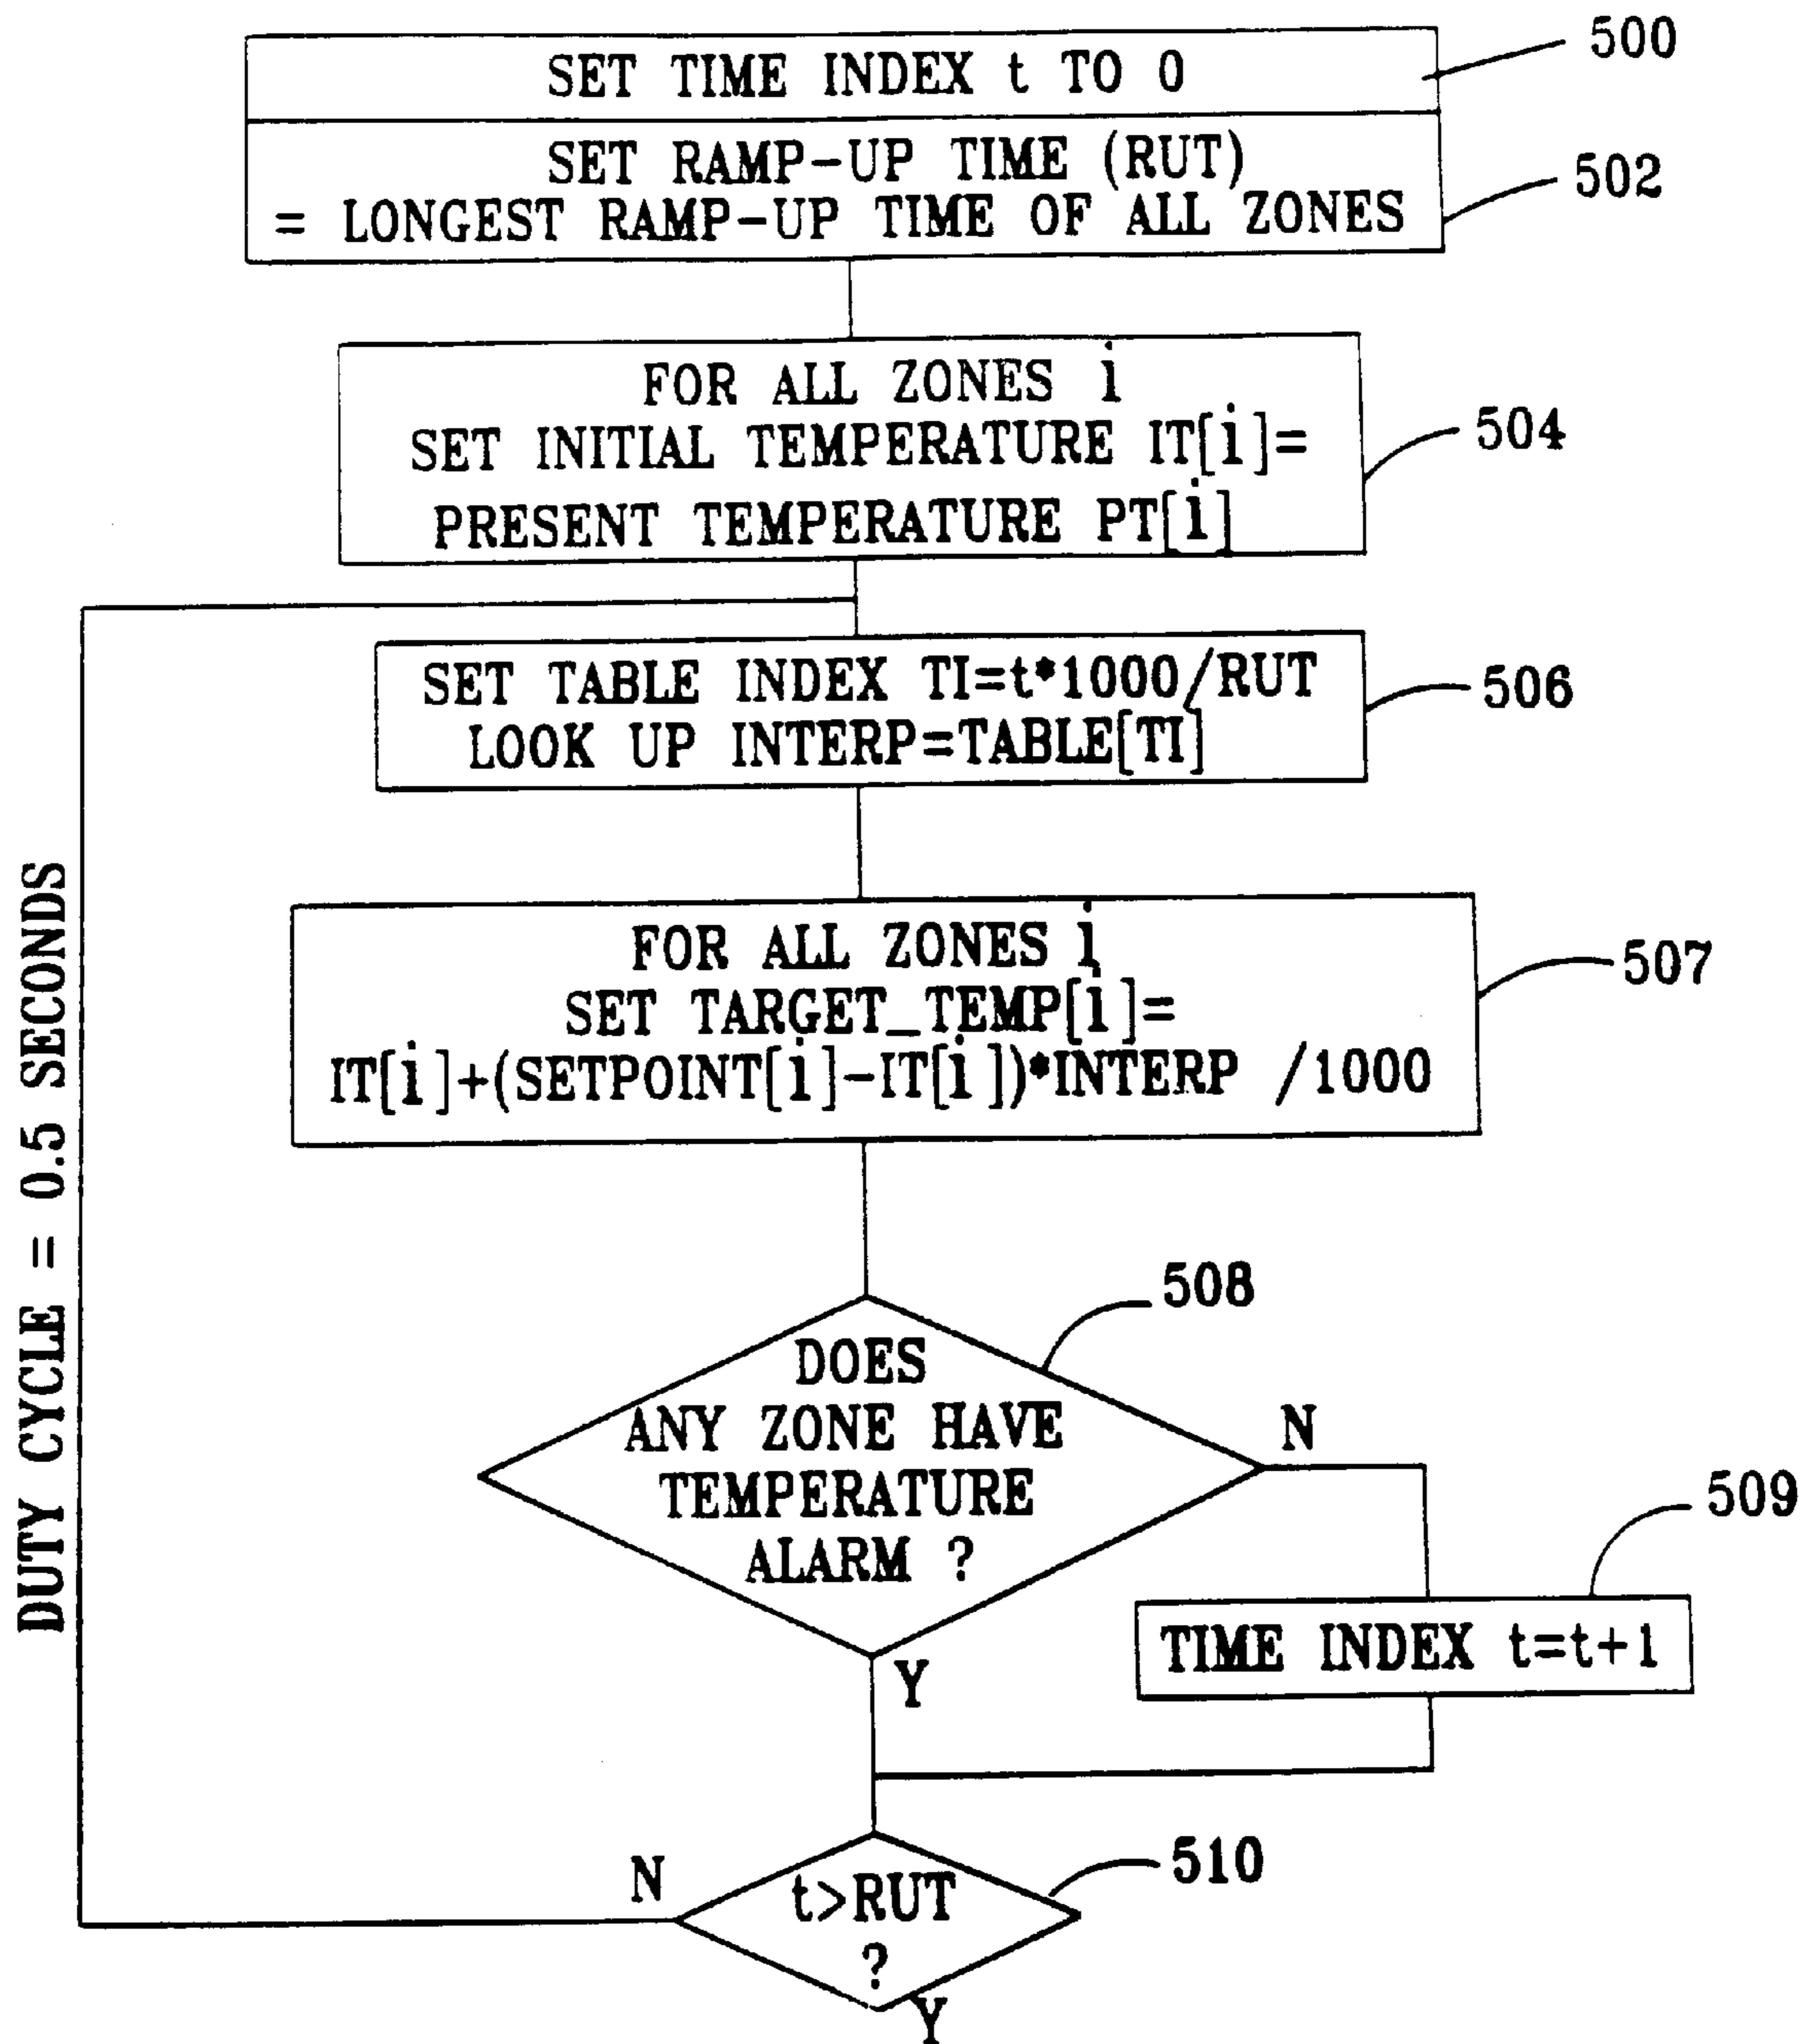 SET TIME INDEX t TO 0
500
SET RAMP-UP TIME (RUT)
= LONGEST RAMP-UP TIME OF ALL ZONES
502
FOR ALL ZONES i
SET INITIAL TEMPERATURE IT[i]=
PRESENT TEMPERATURE PT[i]
504
SET TABLE INDEX TI=t*1000/RUT
LOOK UP INTERP=TABLE[TI]
506
FOR ALL ZONES i
SET TARGET_TEMP[i]=
IT[i]+(SETPOINT[i]-IT[i])*INTERP /1000
507
DUTY CYCLE = 0.5 SECONDS
DOES
ANY ZONE HAVE
TEMPERATURE
ALARM ?
508
N
Y
TIME INDEX t=t+1
509
t>RUT
?
510
N
Y